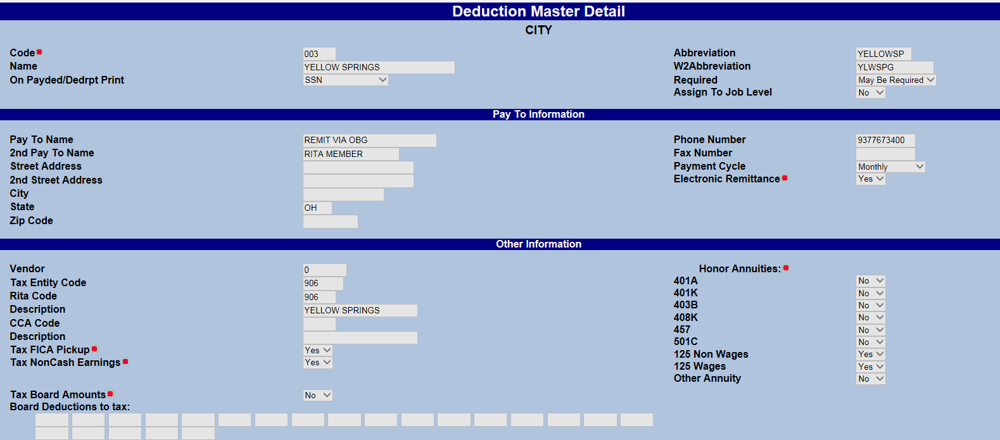 Deduction Master Detail
CITY
Code 003 Abbreviation YELLOWSP
Name YELLOW SPRINGS W2Abbreviation YLWSPG
On Payded/Dedrpt Print SSN Required May Be Required
Assign To Job Level No
Pay To Information
Pay To Name REMIT VIA OBG Phone Number 9377673400
2nd Pay To Name RITA MEMBER Fax Number
Street Address Payment Cycle Monthly
2nd Street Address Electronic Remittance Yes
City
State OH
Zip Code
Other Information
Vendor 0 Honor Annuities:
Tax Entity Code 906 401A No
Rita Code 906 401K No
Description YELLOW SPRINGS 403B No
CCA Code 408K No
Description 457 No
501C No
Tax FICA Pickup Yes 125 Non Wages Yes
Tax NonCash Earnings Yes 125 Wages Yes
Other Annuity No
Tax Board Amounts No
Board Deductions to tax: